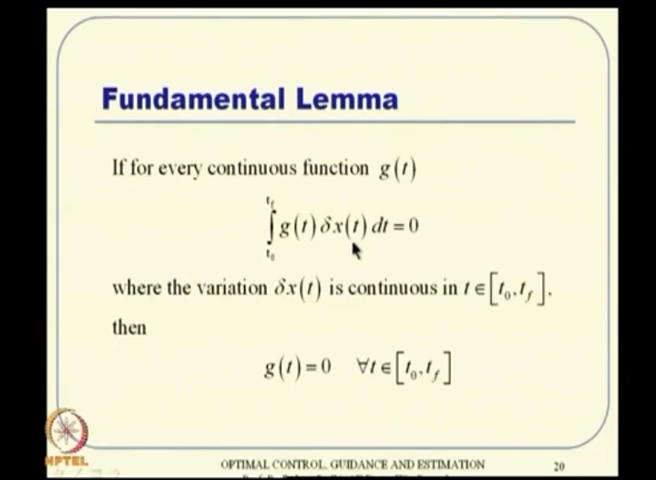 Fundamental Lemma
If for every continuous function g(t)
∫_{t_0}^{t_f} g(t) δx(t) dt = 0
where the variation δx(t) is continuous in t ∈ [t_0, t_f],
then
g(t) = 0 ∀t ∈ [t_0, t_f]
NPTEL
OPTIMAL CONTROL, GUIDANCE AND ESTIMATION 20